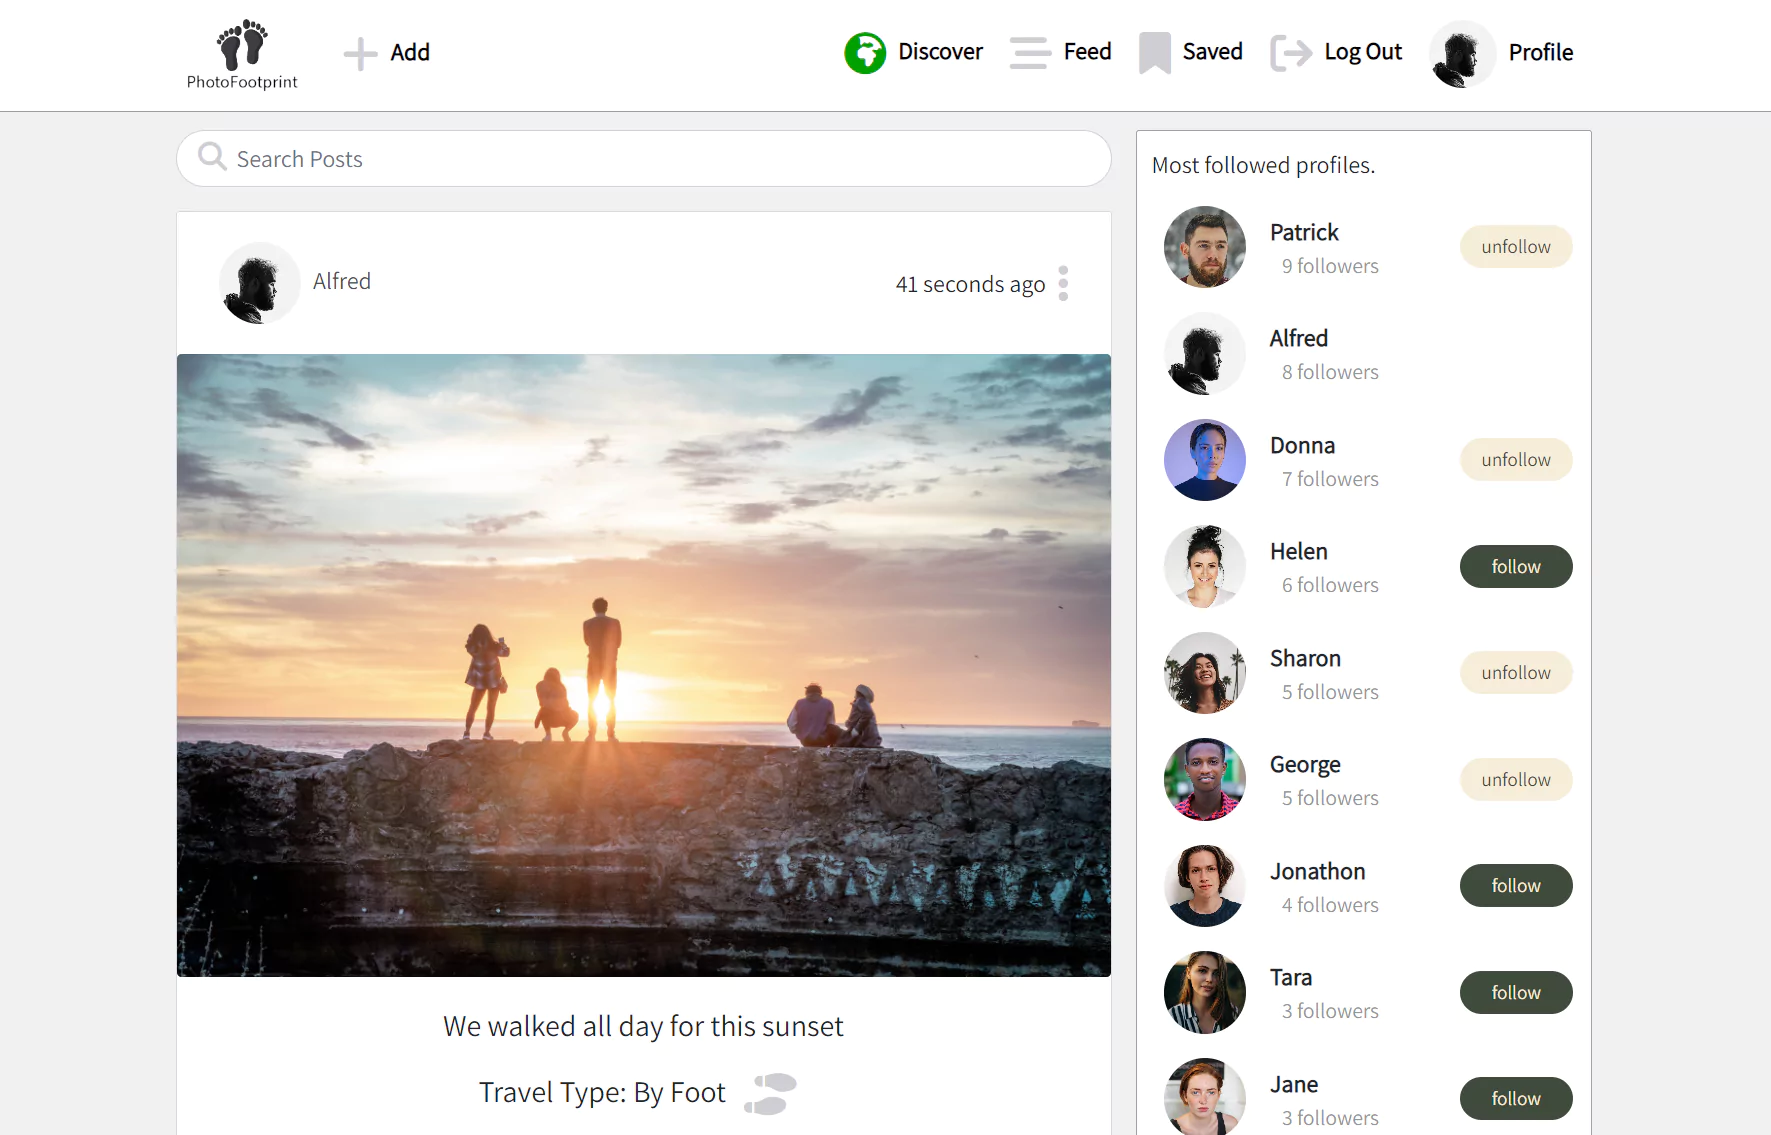 PhotoFootprint
Add
Discover
Feed
Saved
Log Out
Profile
Search Posts
Alfred
41 seconds ago
We walked all day for this sunset
Travel Type: By Foot
Most followed profiles.
Patrick
9 followers
unfollow
Alfred
8 followers
Donna
7 followers
unfollow
Helen
6 followers
follow
Sharon
5 followers
unfollow
George
5 followers
unfollow
Jonathon
4 followers
follow
Tara
3 followers
follow
Jane
3 followers
follow